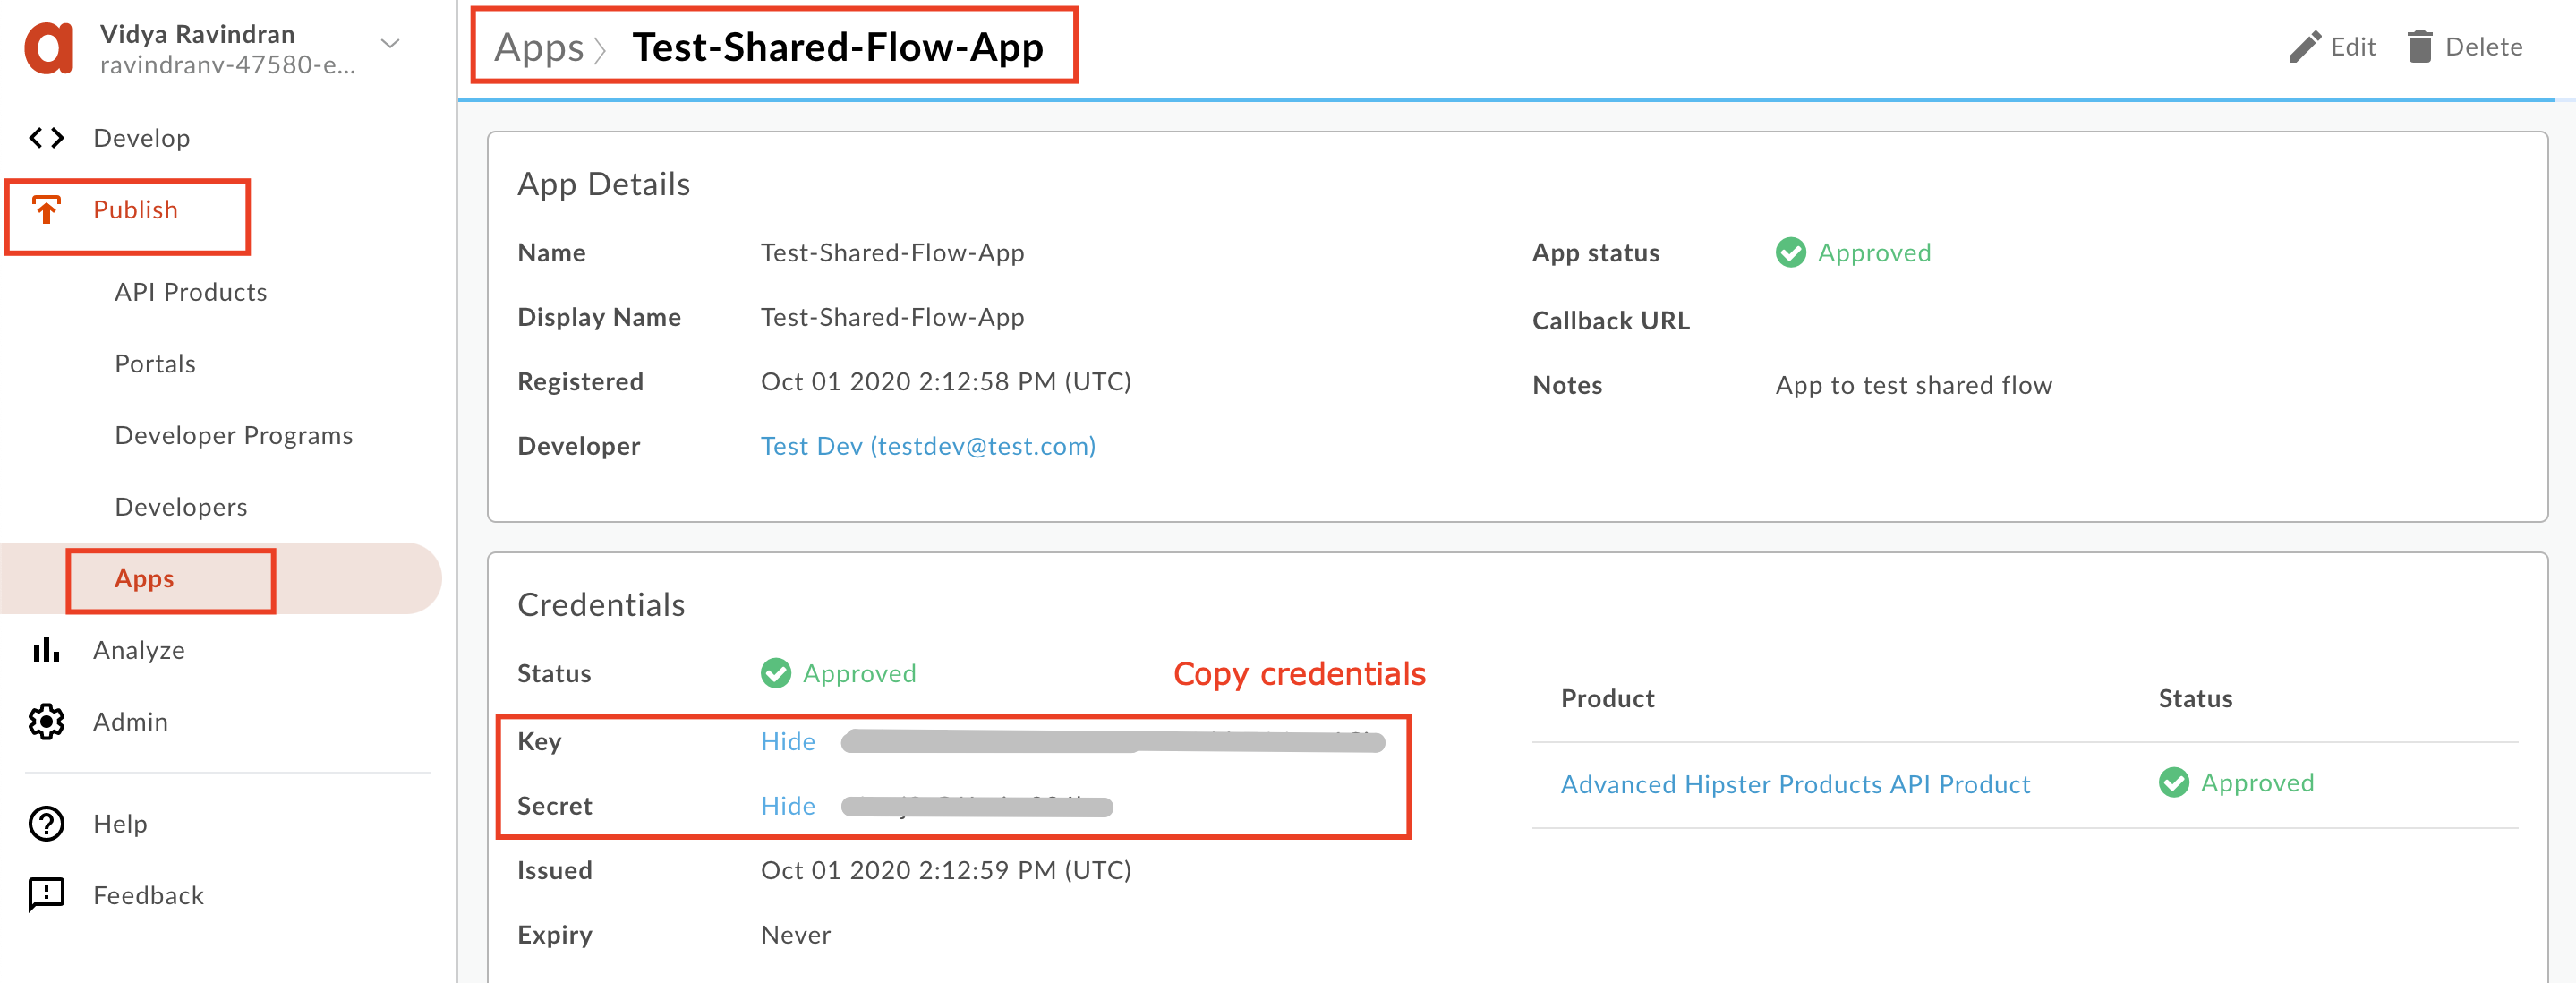 Vidya Ravindran
ravindranv-47580-e...
Develop
Publish
API Products
Portals
Developer Programs
Developers
Apps
Analyze
Admin
Help
Feedback
Apps › Test-Shared-Flow-App
Edit
Delete
App Details
Name Test-Shared-Flow-App
Display Name Test-Shared-Flow-App
Registered Oct 01 2020 2:12:58 PM (UTC)
Developer Test Dev (testdev@test.com)
App status Approved
Callback URL
Notes App to test shared flow
Credentials
Status Approved
Copy credentials
Key Hide
Secret Hide
Issued Oct 01 2020 2:12:59 PM (UTC)
Expiry Never
Product Status
Advanced Hipster Products API Product Approved